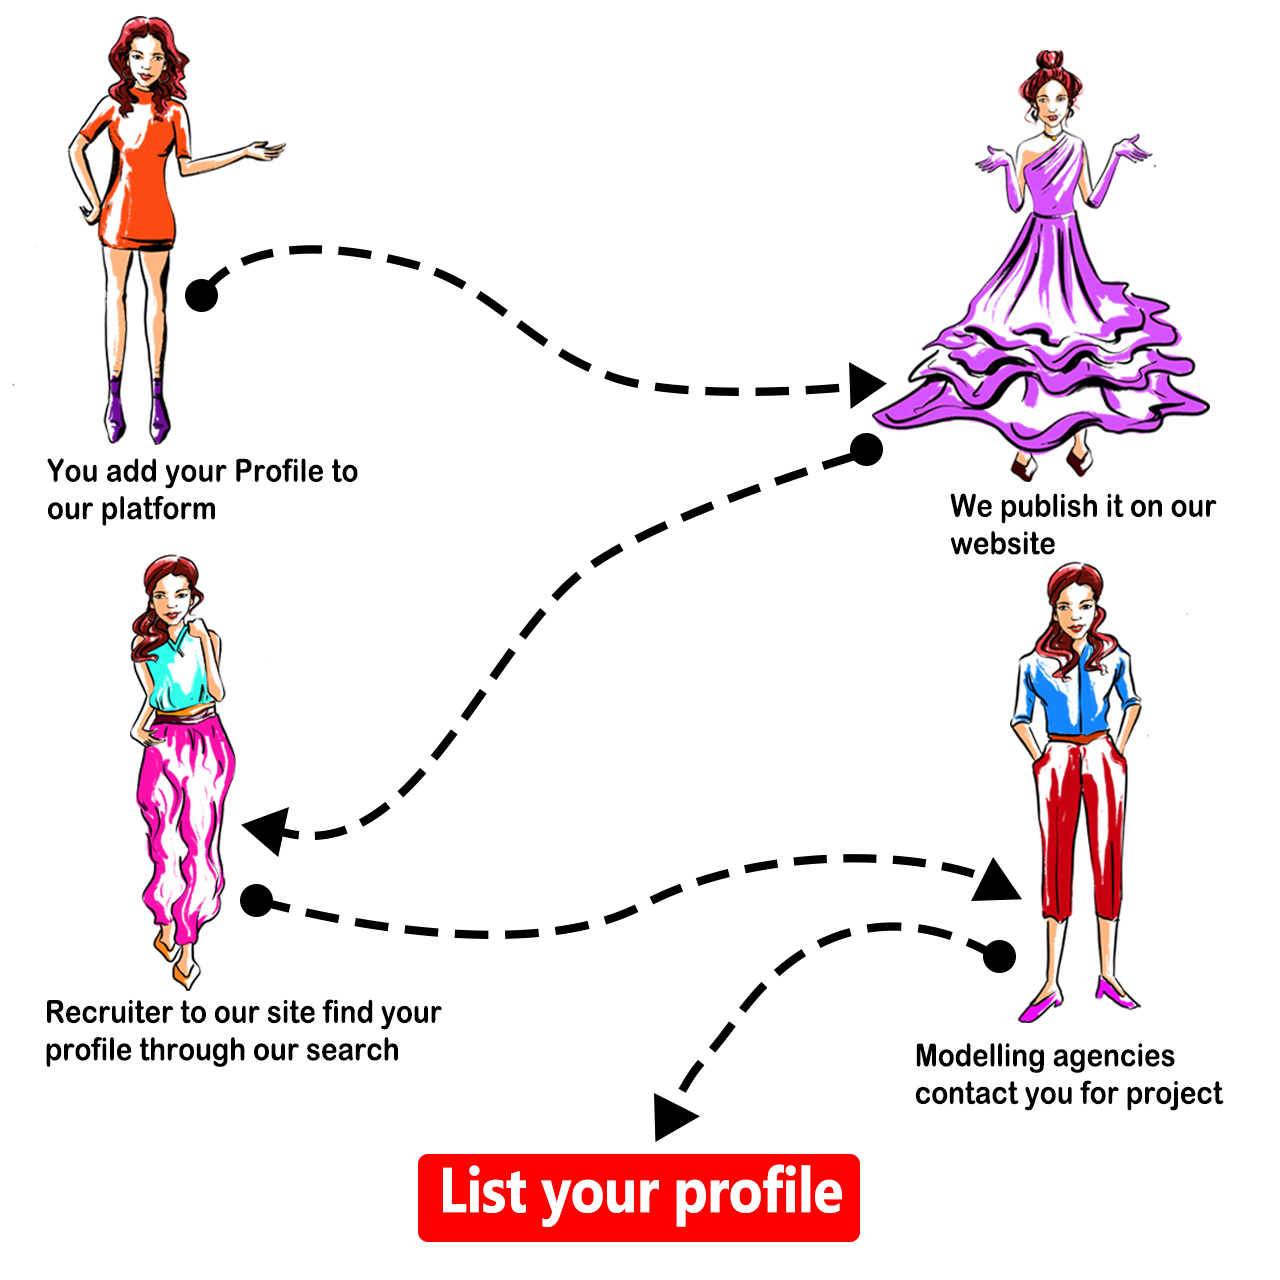 You add your Profile to
our platform
We publish it on our
website
Recruiter to our site find your
profile through our search
Modelling agencies
contact you for project
List your profile